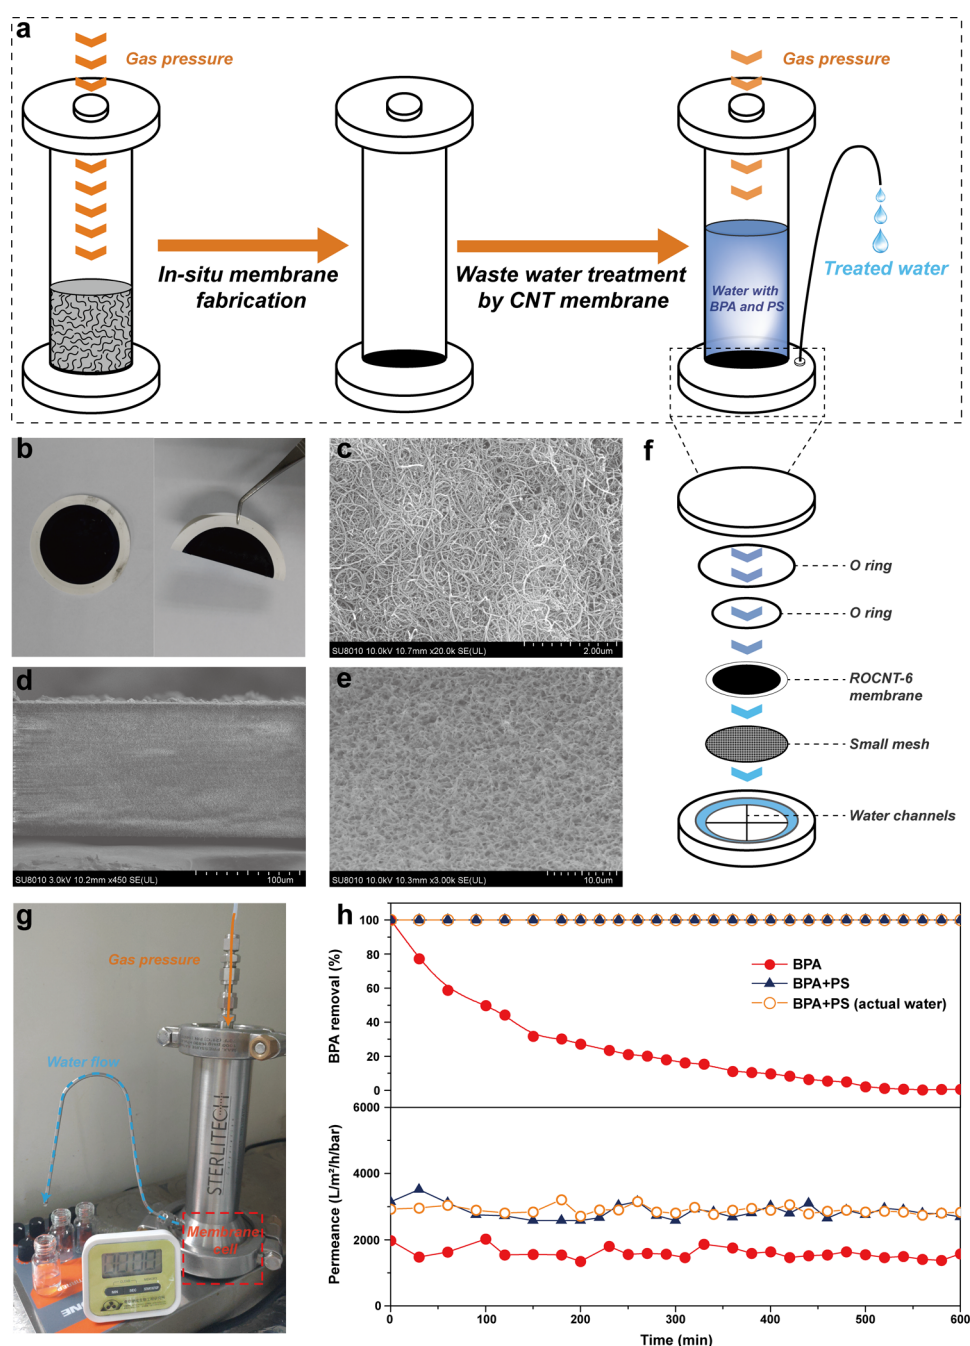 a
Gas pressure
Gas pressure
In-situ membrane
fabrication
Waste water treatment
by CNT membrane
Water with
BPA and PS
Treated water
b
c
SU8010 10.0kV 10.7mm x20.0k SE(UL)
2.00um
d
SU8010 3.0kV 10.2mm x450 SE(UL)
100um
e
SU8010 10.0kV 10.3mm x3.00k SE(UL)
10.0um
f
O ring
O ring
ROCNT-6
membrane
Small mesh
Water channels
g
Gas pressure
Water flow
STERLITECH
Membrane
cell
h
BPA removal (%)
100
80
60
40
20
0
BPA
BPA+PS
BPA+PS (actual water)
Permeance (L/m²/h/bar)
6000
4000
2000
0
0
100
200
300
400
500
600
Time (min)